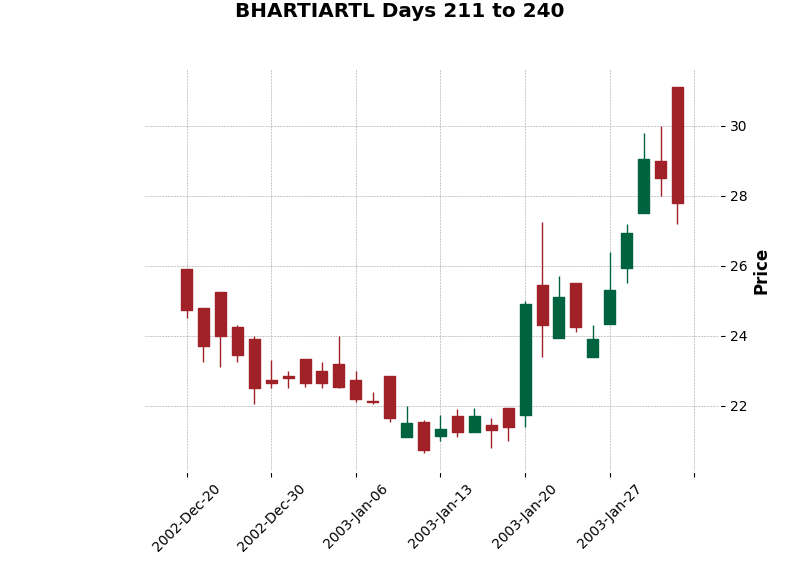 BHARTIARTL Days 211 to 240
30
28
26
24
22
Price
2002-Dec-20
2002-Dec-30
2003-Jan-06
2003-Jan-13
2003-Jan-20
2003-Jan-27